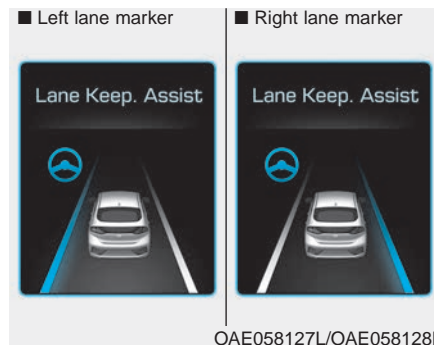 ■ Left lane marker
■ Right lane marker
Lane Keep. Assist
Lane Keep. Assist
OAE058127L/OAE058128L